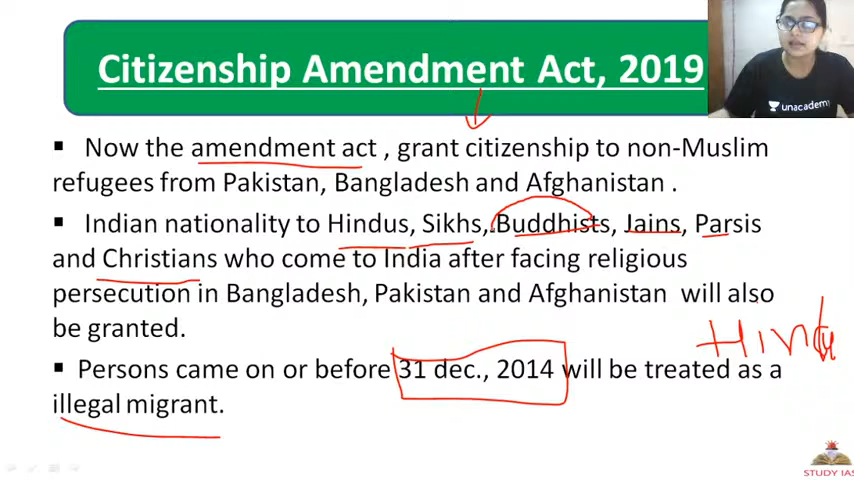 Citizenship Amendment Act, 2019
unacademy
▪ Now the amendment act , grant citizenship to non-Muslim
refugees from Pakistan, Bangladesh and Afghanistan .
▪ Indian nationality to Hindus, Sikhs, Buddhists, Jains, Parsis
and Christians who come to India after facing religious
persecution in Bangladesh, Pakistan and Afghanistan will also
be granted.
Hindu
▪ Persons came on or before 31 dec., 2014 will be treated as a
illegal migrant.
STUDY IAS